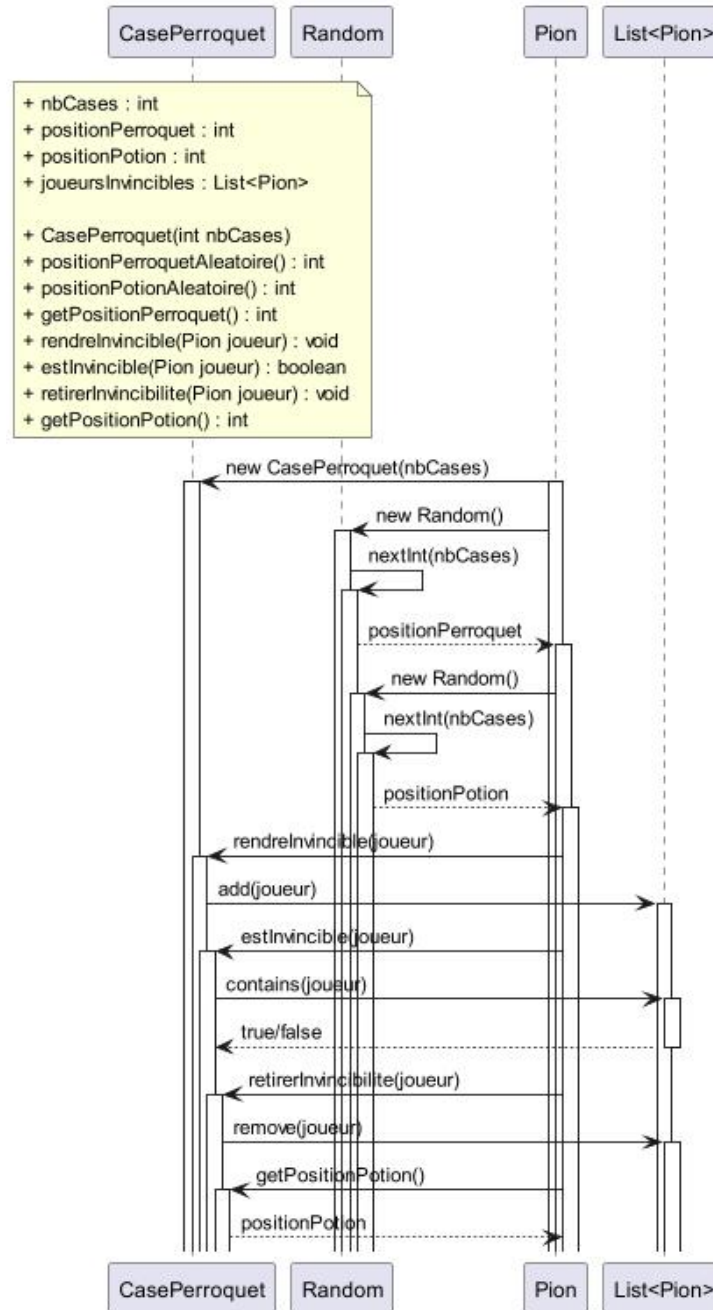 CasePerroquet
Random
Pion
List<Pion>
+ nbCases : int
+ positionPerroquet : int
+ positionPotion : int
+ joueursInvincibles : List<Pion>
+ CasePerroquet(int nbCases)
+ positionPerroquetAleatoire() : int
+ positionPotionAleatoire() : int
+ getPositionPerroquet() : int
+ rendreInvincible(Pion joueur) : void
+ estInvincible(Pion joueur) : boolean
+ retirerInvincibilite(Pion joueur) : void
+ getPositionPotion() : int
new CasePerroquet(nbCases)
new Random()
nextInt(nbCases)
positionPerroquet
new Random()
nextInt(nbCases)
positionPotion
rendreInvincible(joueur)
add(joueur)
estInvincible(joueur)
contains(joueur)
true/false
retirerInvincibilite(joueur)
remove(joueur)
getPositionPotion()
positionPotion
CasePerroquet
Random
Pion
List<Pion>